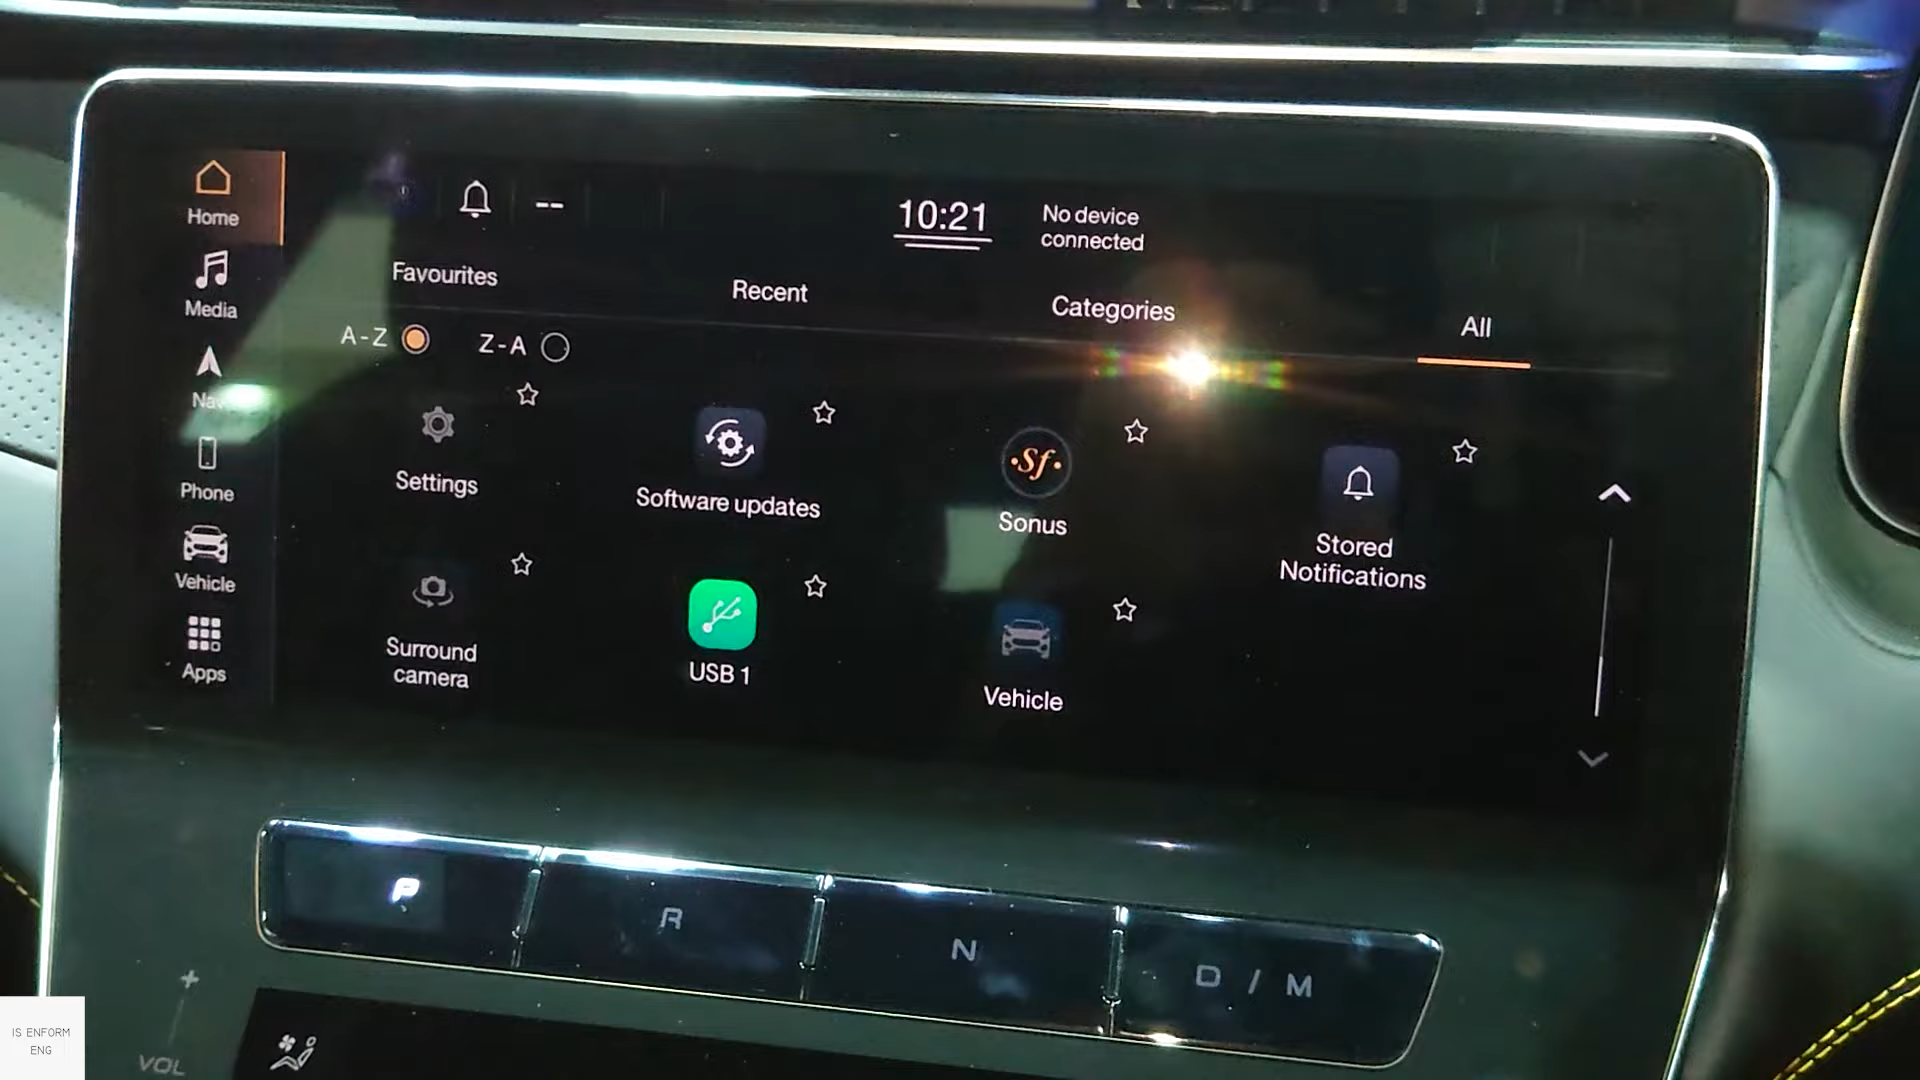 Home
--
10:21
No device
connected
Media
Favourites
Recent
Categories
All
A-Z
Z-A
Nav
Settings
Software updates
Sf
Sonus
Stored
Notifications
Phone
Vehicle
Surround
camera
USB 1
Vehicle
Apps
P
R
N
D / M
+
VOL
IS ENFORM
ENG